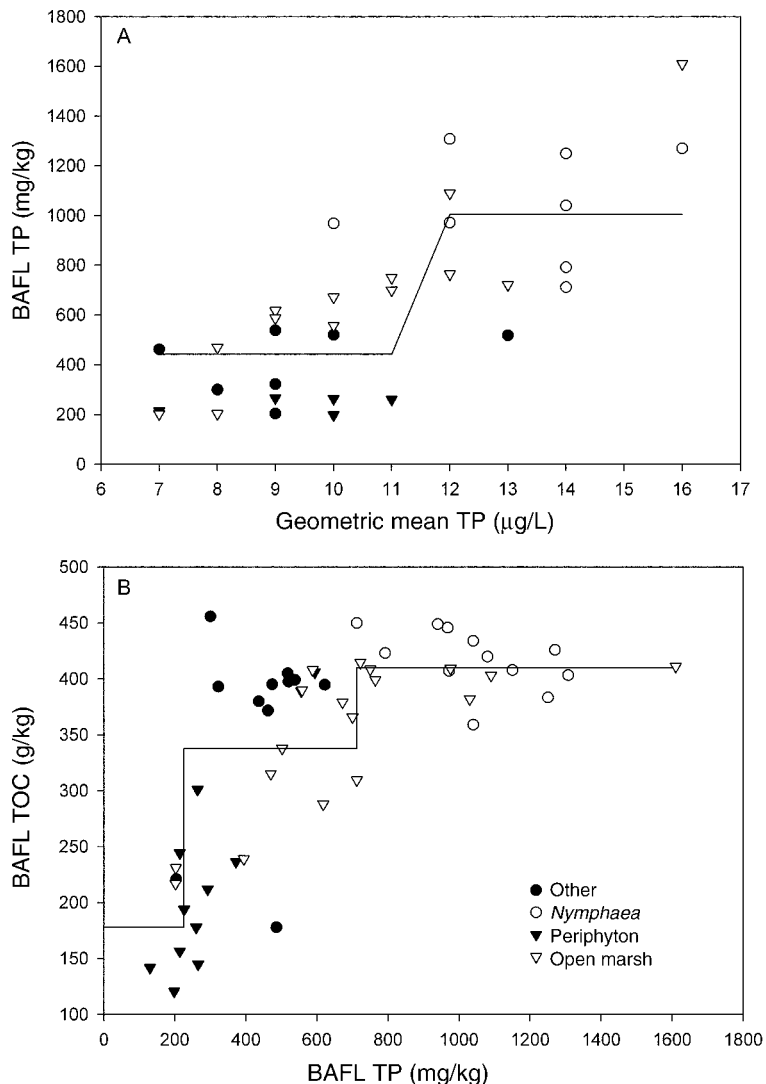 A
BAFL TP (mg/kg)
1800
1600
1400
1200
1000
800
600
400
200
0
6 7 8 9 10 11 12 13 14 15 16 17
Geometric mean TP (µg/L)
B
BAFL TOC (g/kg)
500
450
400
350
300
250
200
150
100
Other
Nymphaea
Periphyton
Open marsh
0 200 400 600 800 1000 1200 1400 1600 1800
BAFL TP (mg/kg)